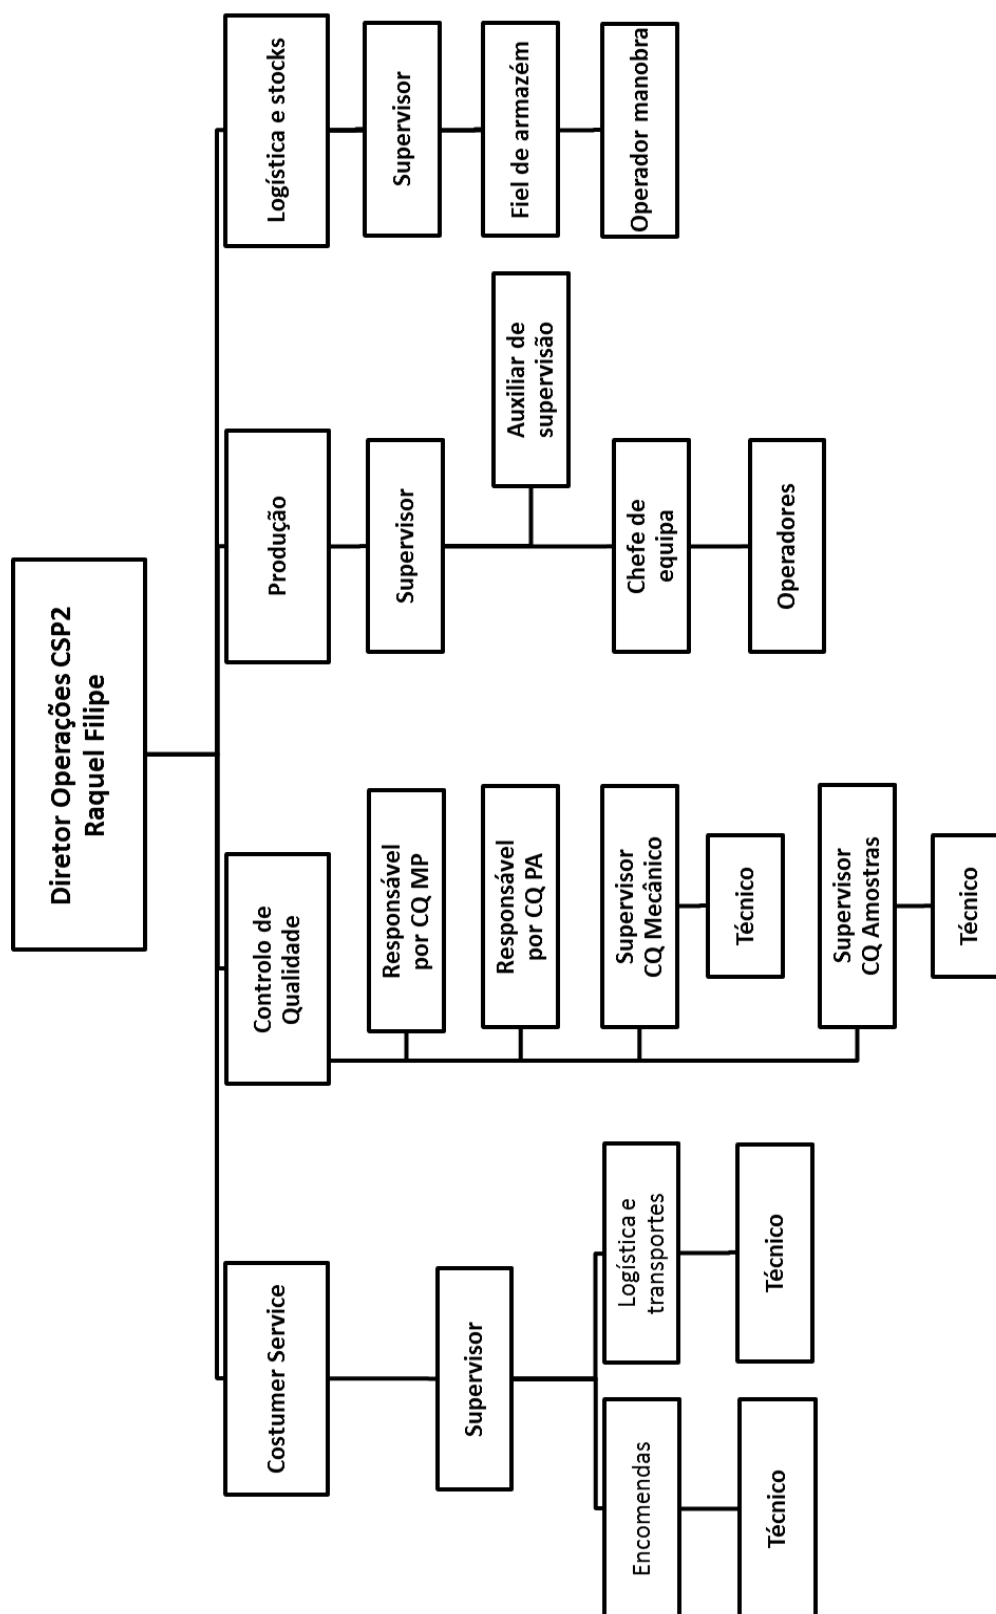 Diretor Operações CSP2
Raquel Filipe
Costumer Service
Supervisor
Encomendas
Técnico
Logística e
transportes
Técnico
Controlo de
Qualidade
Responsável
por CQ MP
Responsável
por CQ PA
Supervisor
CQ Mecânico
Técnico
Supervisor
CQ Amostras
Técnico
Produção
Supervisor
Auxiliar de
supervisão
Chefe de
equipa
Operadores
Logística e stocks
Supervisor
Fiel de armazém
Operador manobra